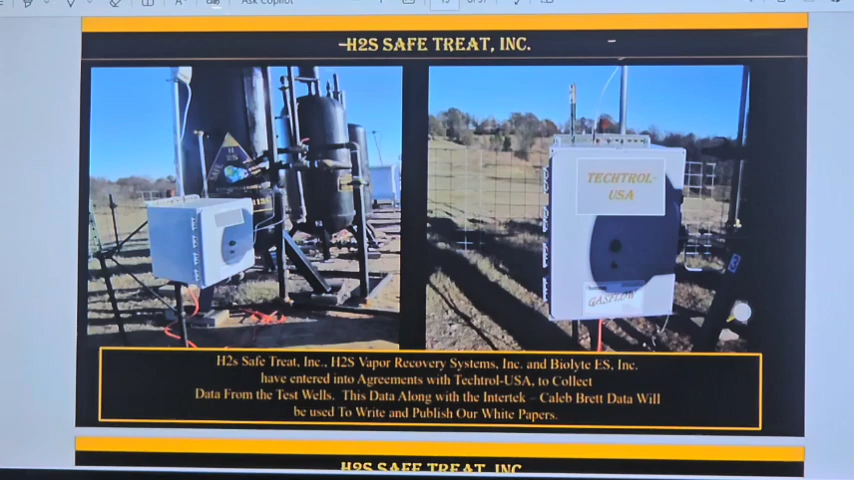 Ask Copilot
H2S SAFE TREAT, INC.
H
ES
TECHTROL-
USA
GASFLOW
H2s Safe Treat, Inc., H2S Vapor Recovery Systems, Inc. and Biolyte ES, Inc.
have entered into Agreements with Techtrol-USA, to Collect
Data From the Test Wells. This Data Along with the Intertek – Caleb Brett Data Will
be used To Write and Publish Our White Papers.
H2S SAFE TREAT, INC.